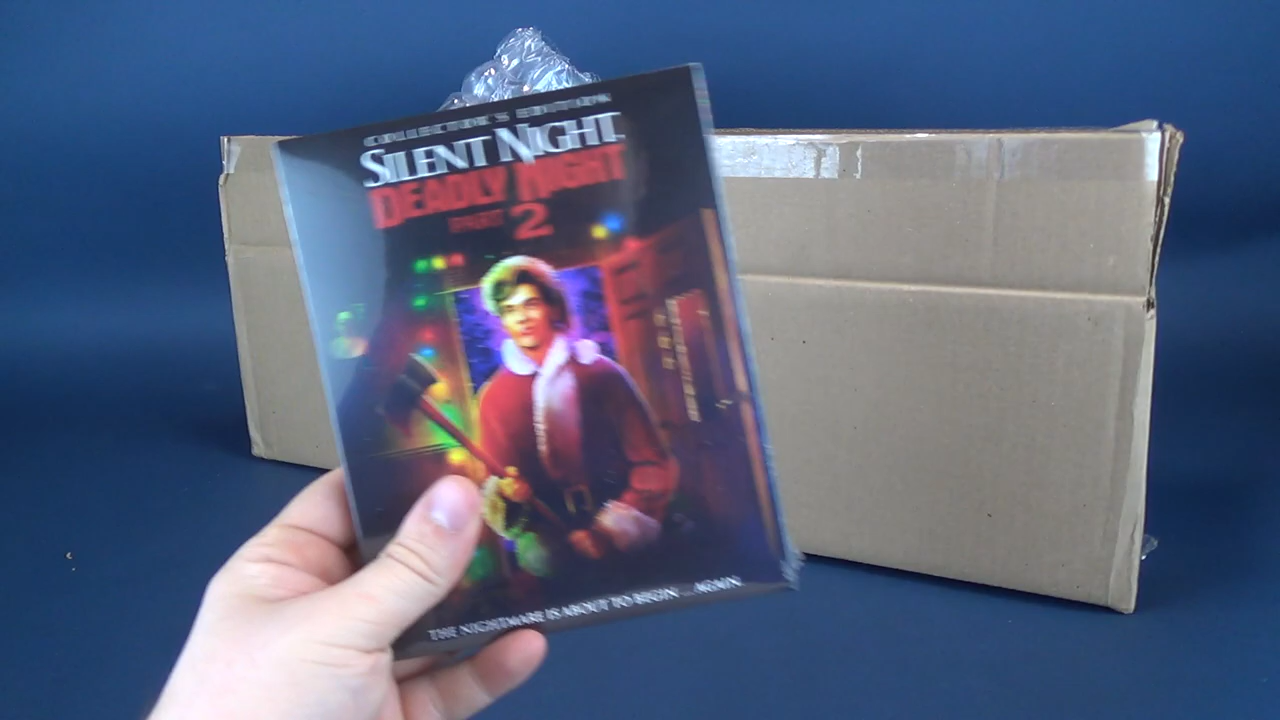 COLLECTOR'S EDITION
SILENT NIGHT,
DEADLY NIGHT
PART 2
THE NIGHTMARE IS ABOUT TO BEGIN ... AGAIN